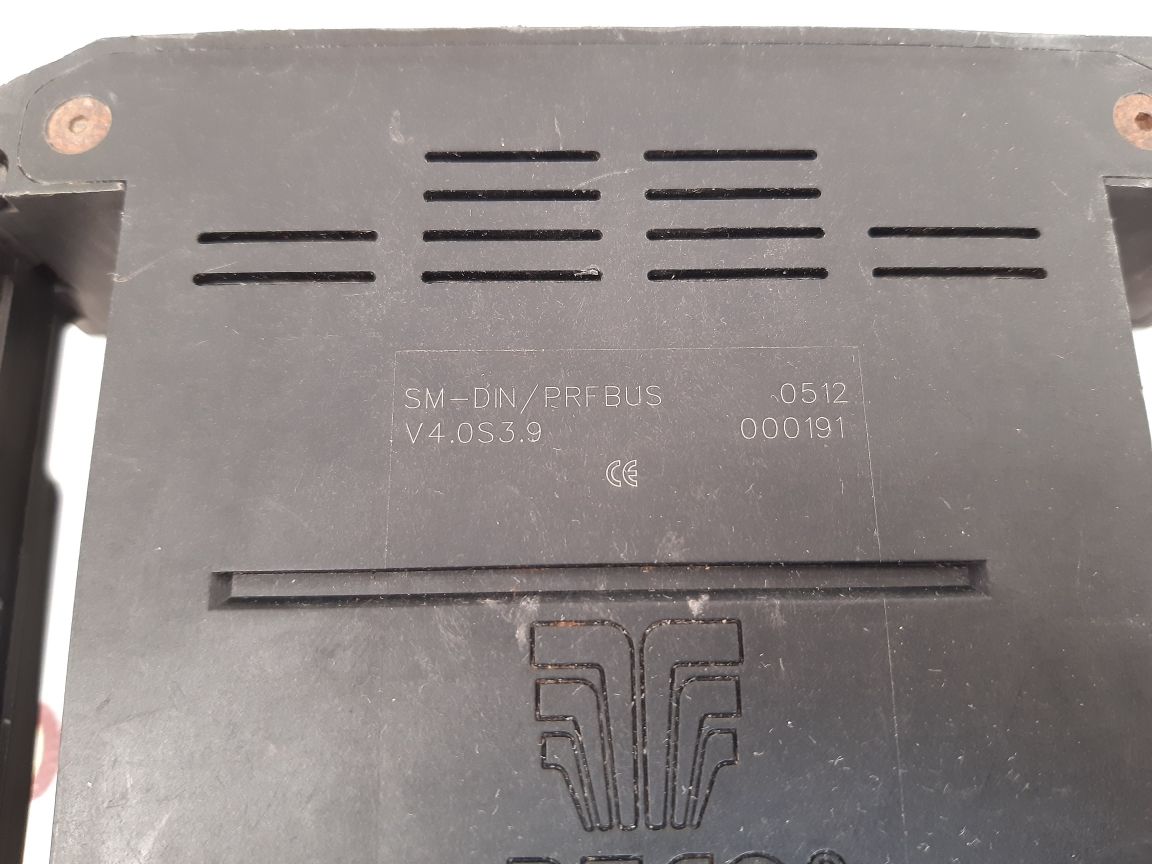 SM-DIN/PRFBUS 0512
V4.0S3.9 000191
CE